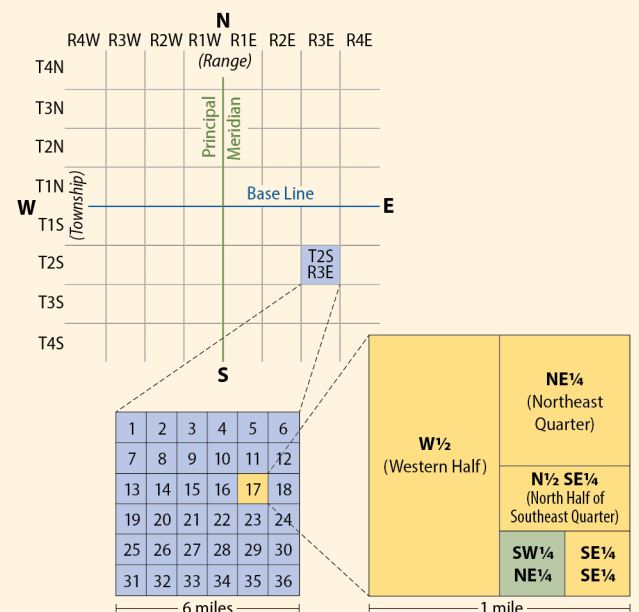 N
R4W R3W R2W R1W R1E R2E R3E R4E
(Range)
T4N
T3N
T2N
T1N
T1S
T2S
T3S
T4S
Principal
Meridian
(Township)
Base Line
W
E
T2S
R3E
S
1 2 3 4 5 6
7 8 9 10 11 12
13 14 15 16 17 18
19 20 21 22 23 24
25 26 27 28 29 30
31 32 33 34 35 36
6 miles
W½
(Western Half)
NE¼
(Northeast
Quarter)
N½ SE¼
(North Half of
Southeast Quarter)
SW¼
NE¼
SE¼
SE¼
1 mile